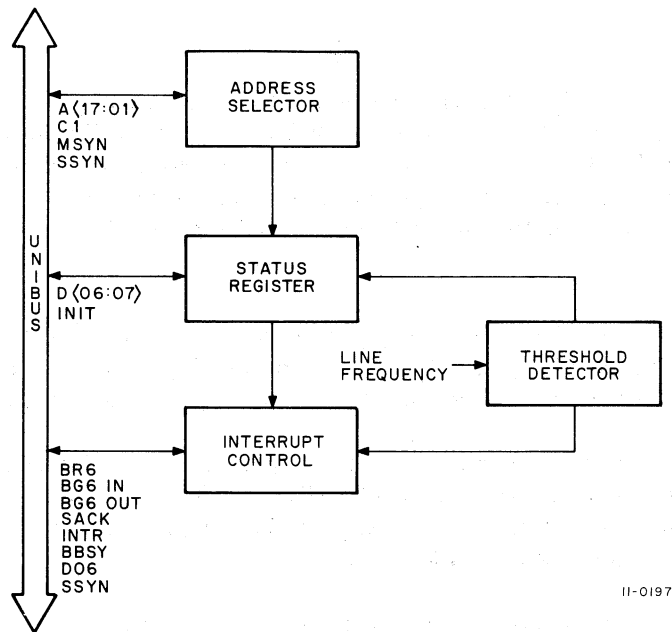 ADDRESS
SELECTOR
A⟨17:01⟩
C1
MSYN
SSYN
UNIBUS
STATUS
REGISTER
D⟨06:07⟩
INIT
LINE
FREQUENCY
THRESHOLD
DETECTOR
INTERRUPT
CONTROL
BR6
BG6 IN
BG6 OUT
SACK
INTR
BBSY
D06
SSYN
11-0197